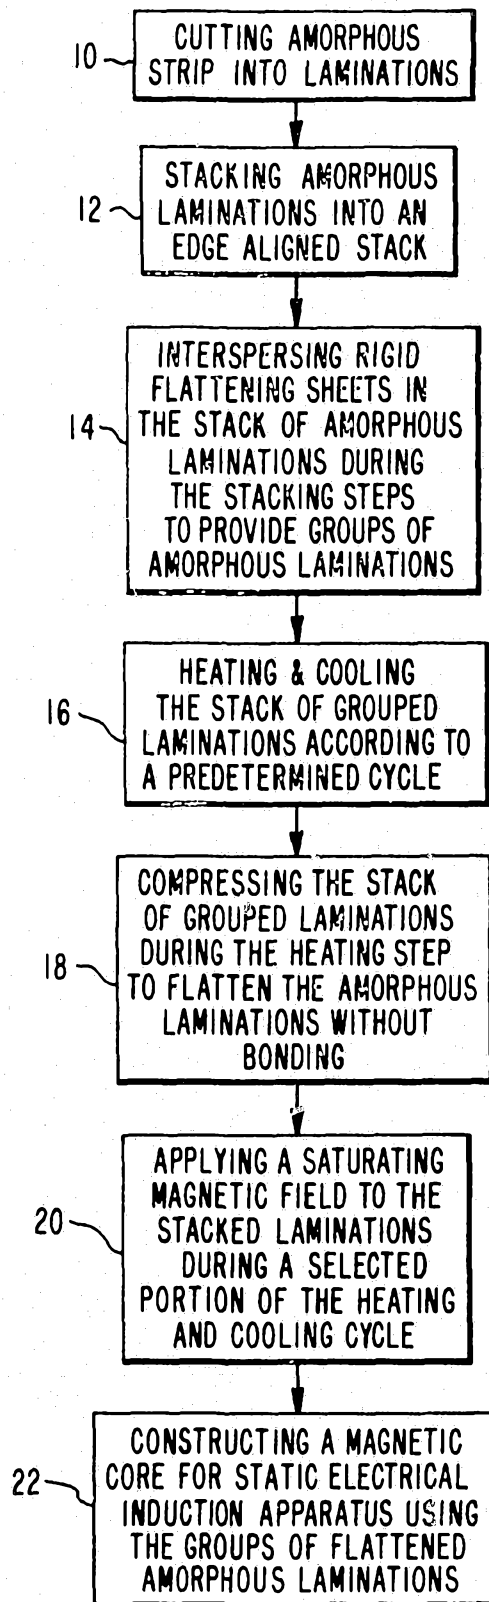 10
CUTTING AMORPHOUS
STRIP INTO LAMINATIONS
12
STACKING AMORPHOUS
LAMINATIONS INTO AN
EDGE ALIGNED STACK
14
INTERSPERSING RIGID
FLATTENING SHEETS IN
THE STACK OF AMORPHOUS
LAMINATIONS DURING
THE STACKING STEPS
TO PROVIDE GROUPS OF
AMORPHOUS LAMINATIONS
16
HEATING & COOLING
THE STACK OF GROUPED
LAMINATIONS ACCORDING TO
A PREDETERMINED CYCLE
18
COMPRESSING THE STACK
OF GROUPED LAMINATIONS
DURING THE HEATING STEP
TO FLATTEN THE AMORPHOUS
LAMINATIONS WITHOUT
BONDING
20
APPLYING A SATURATING
MAGNETIC FIELD TO THE
STACKED LAMINATIONS
DURING A SELECTED
PORTION OF THE HEATING
AND COOLING CYCLE
22
CONSTRUCTING A MAGNETIC
CORE FOR STATIC ELECTRICAL
INDUCTION APPARATUS USING
THE GROUPS OF FLATTENED
AMORPHOUS LAMINATIONS